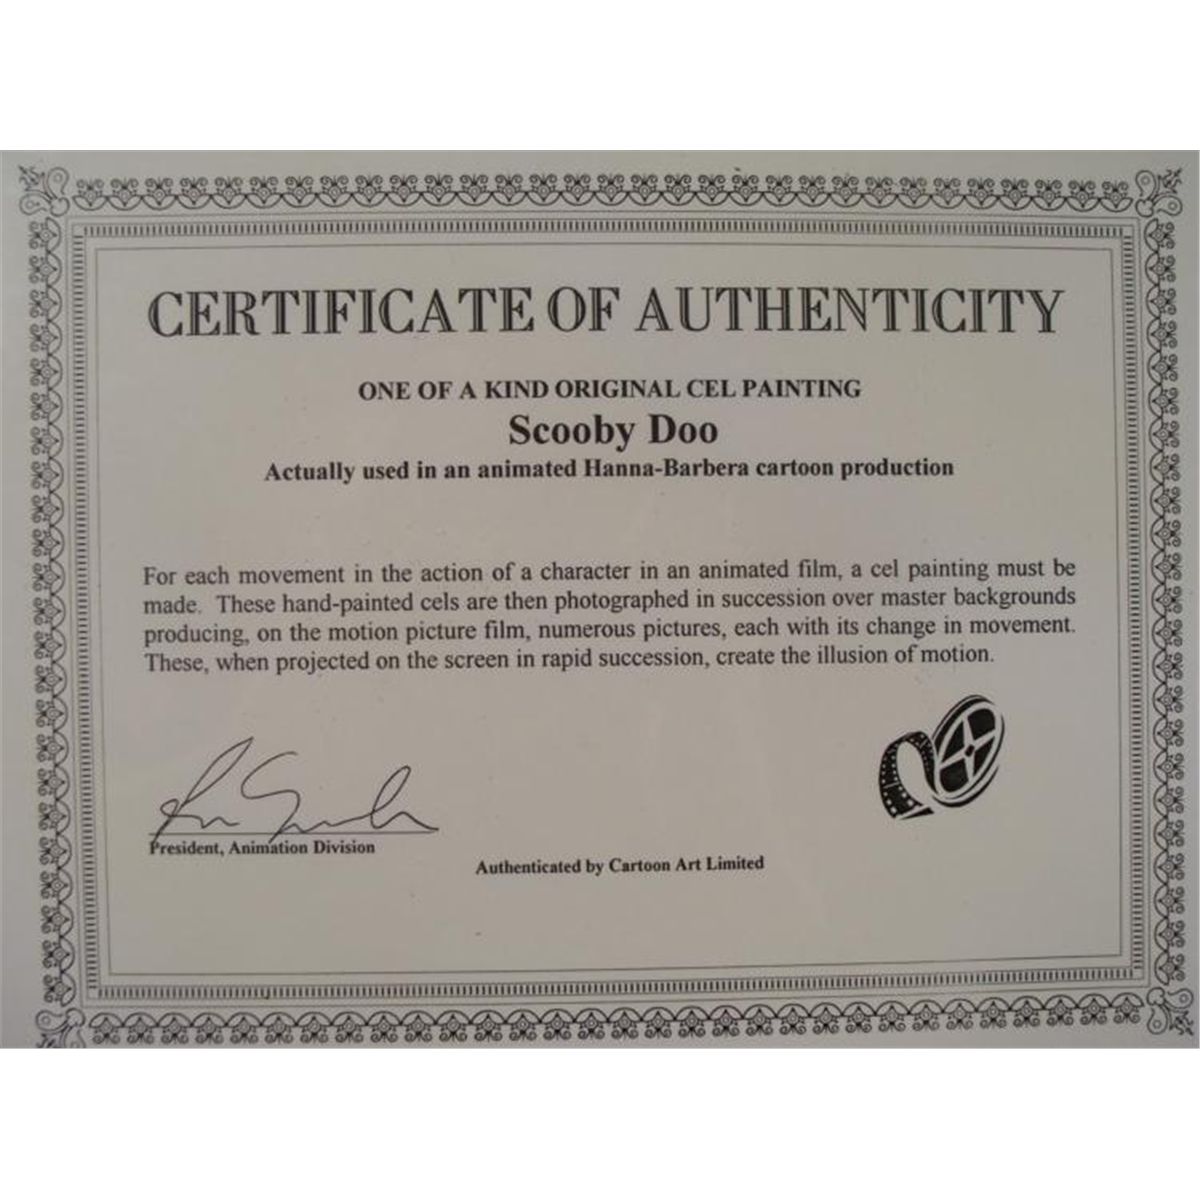 CERTIFICATE OF AUTHENTICITY
ONE OF A KIND ORIGINAL CEL PAINTING
Scooby Doo
Actually used in an animated Hanna-Barbera cartoon production
For each movement in the action of a character in an animated film, a cel painting must be
made. These hand-painted cels are then photographed in succession over master backgrounds
producing, on the motion picture film, numerous pictures, each with its change in movement.
These, when projected on the screen in rapid succession, create the illusion of motion.
President, Animation Division
Authenticated by Cartoon Art Limited